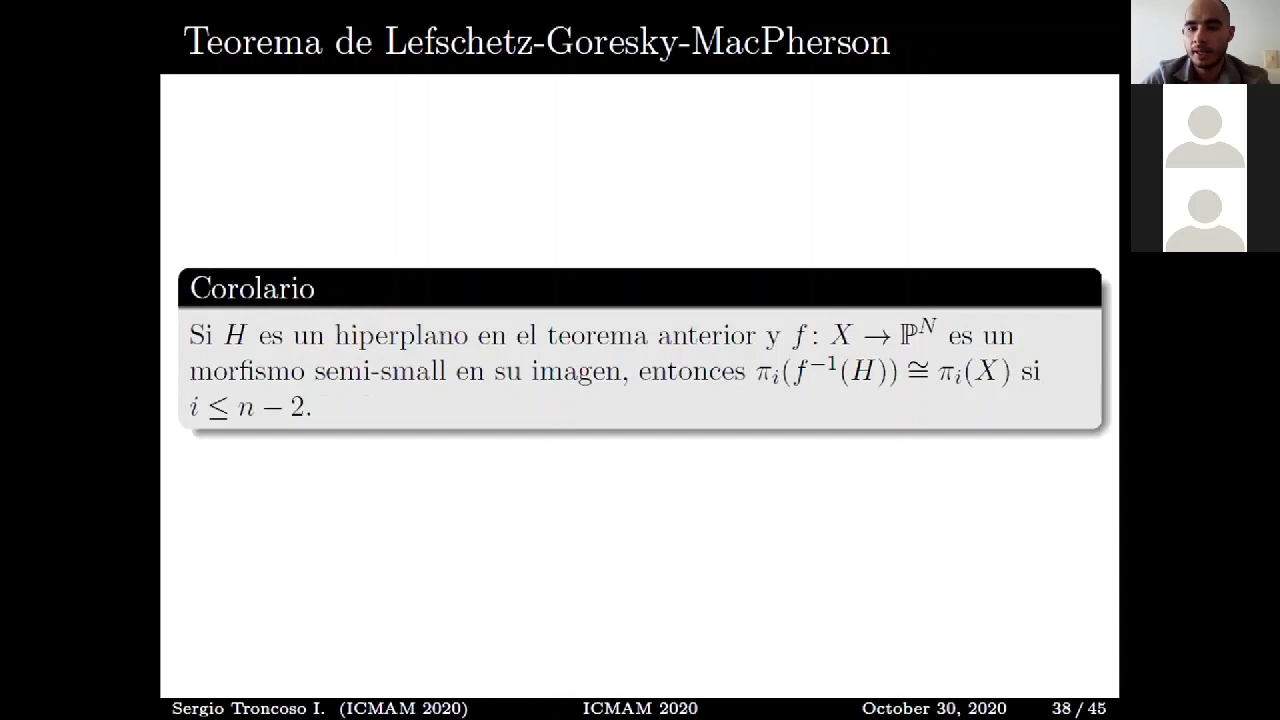 Teorema de Lefschetz-Goresky-MacPherson
Corolario
Si H es un hiperplano en el teorema anterior y f : X → ℙ^N es un
morfismo semi-small en su imagen, entonces π_i(f^{-1}(H)) ≅ π_i(X) si
i ≤ n − 2.
Sergio Troncoso I. (ICMAM 2020) ICMAM 2020 October 30, 2020 38 / 45